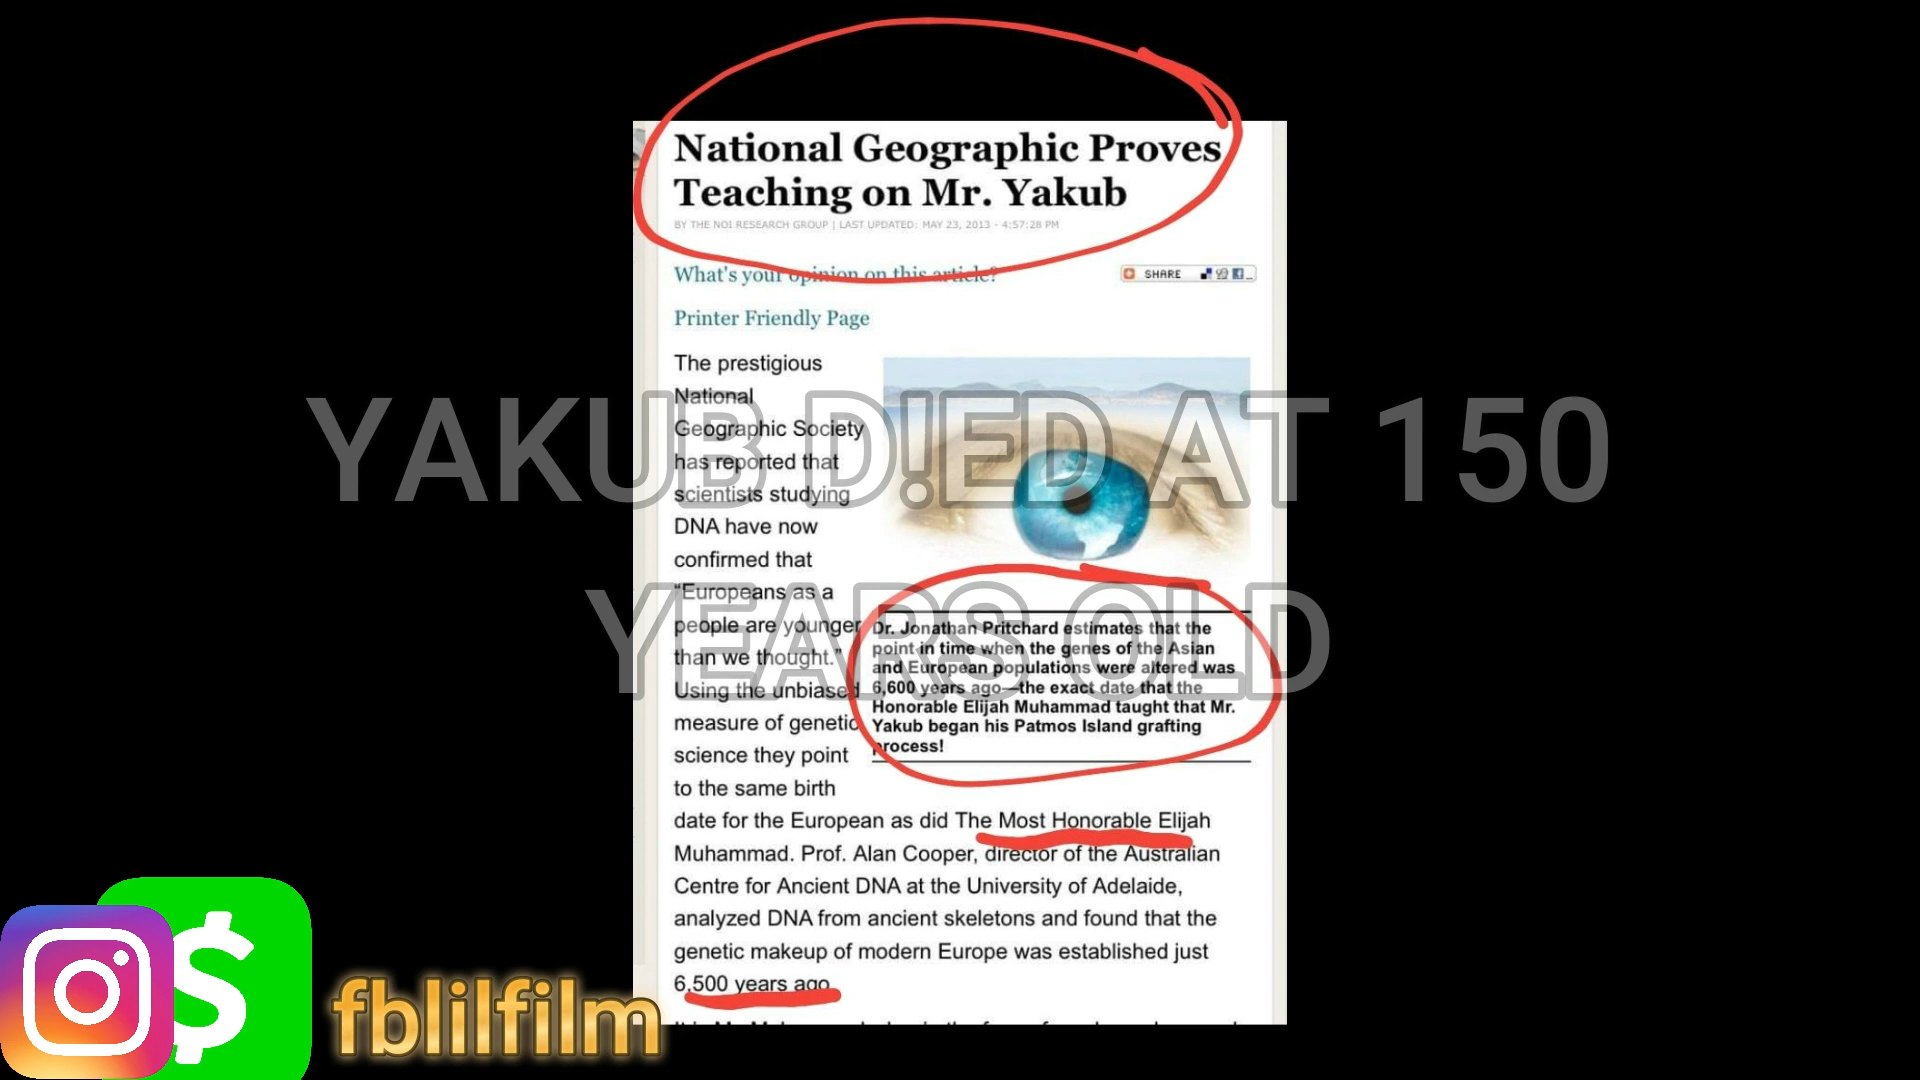 National Geographic Proves
Teaching on Mr. Yakub
BY THE NOI RESEARCH GROUP | LAST UPDATED: MAY 23, 2013 - 4:57:28 PM
What's your opinion on this article?
SHARE
Printer Friendly Page
The prestigious
National
Geographic Society
has reported that
scientists studying
DNA have now
confirmed that
“Europeans as a
people are younger
than we thought.”
Using the unbiased
measure of genetic
science they point
to the same birth
date for the European as did The Most Honorable Elijah
Muhammad. Prof. Alan Cooper, director of the Australian
Centre for Ancient DNA at the University of Adelaide,
analyzed DNA from ancient skeletons and found that the
genetic makeup of modern Europe was established just
6,500 years ago.
Dr. Jonathan Pritchard estimates that the
point in time when the genes of the Asian
and European populations were altered was
6,600 years ago—the exact date that the
Honorable Elijah Muhammad taught that Mr.
Yakub began his Patmos Island grafting
process!
YAKUB D!ED AT 150
YEARS OLD
fblilfilm